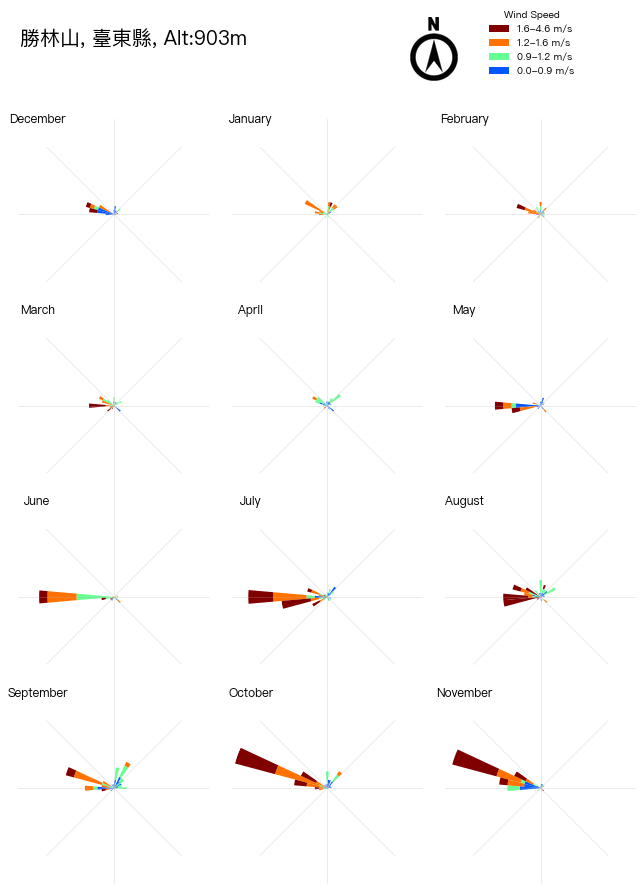 勝林山, 臺東縣, Alt:903m
N
Wind Speed
1.6–4.6 m/s
1.2–1.6 m/s
0.9–1.2 m/s
0.0–0.9 m/s
December
January
February
March
April
May
June
July
August
September
October
November